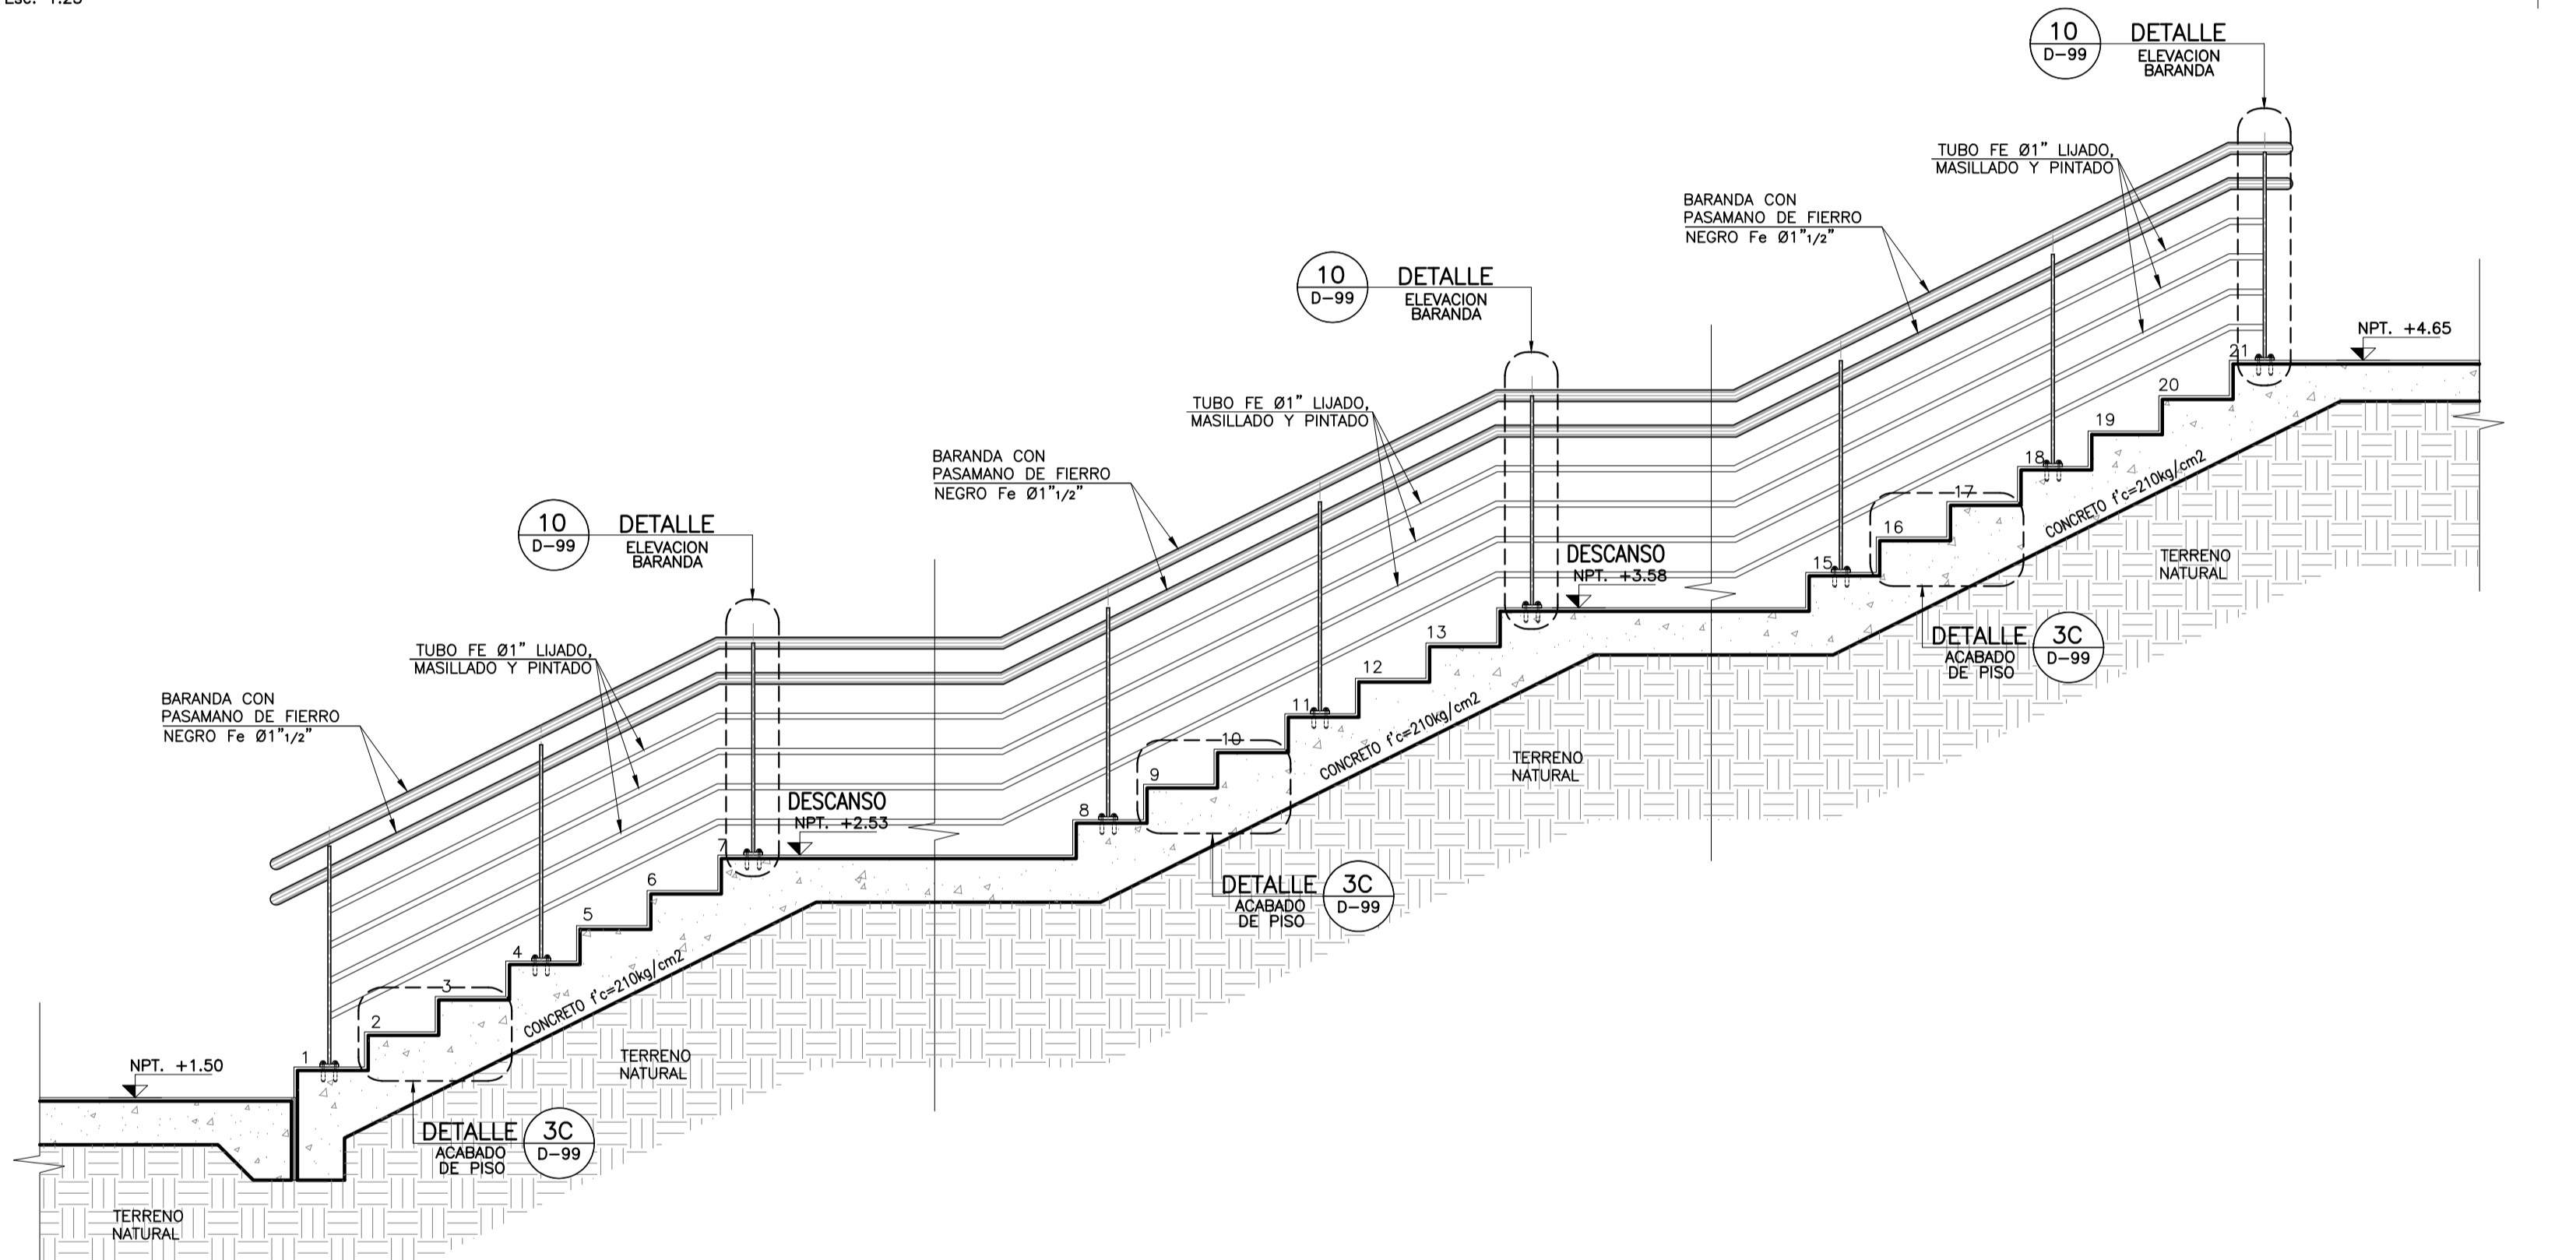 10
D-99
DETALLE
ELEVACION
BARANDA
TUBO FE Ø1" LIJADO,
MASILLADO Y PINTADO
BARANDA CON
PASAMANO DE FIERRO
NEGRO Fe Ø1"1/2"
10
D-99
DETALLE
ELEVACION
BARANDA
NPT. +4.65
21
20
19
18
17
16
15
CONCRETO f'c=210kg/cm2
TERRENO
NATURAL
TUBO FE Ø1" LIJADO,
MASILLADO Y PINTADO
BARANDA CON
PASAMANO DE FIERRO
NEGRO Fe Ø1"1/2"
DESCANSO
NPT. +3.58
10
D-99
DETALLE
ELEVACION
BARANDA
DETALLE
ACABADO
DE PISO
3C
D-99
13
12
11
10
9
8
CONCRETO f'c=210kg/cm2
TERRENO
NATURAL
TUBO FE Ø1" LIJADO,
MASILLADO Y PINTADO
BARANDA CON
PASAMANO DE FIERRO
NEGRO Fe Ø1"1/2"
DESCANSO
NPT. +2.53
DETALLE
ACABADO
DE PISO
3C
D-99
7
6
5
4
3
2
1
CONCRETO f'c=210kg/cm2
TERRENO
NATURAL
NPT. +1.50
DETALLE
ACABADO
DE PISO
3C
D-99
TERRENO
NATURAL